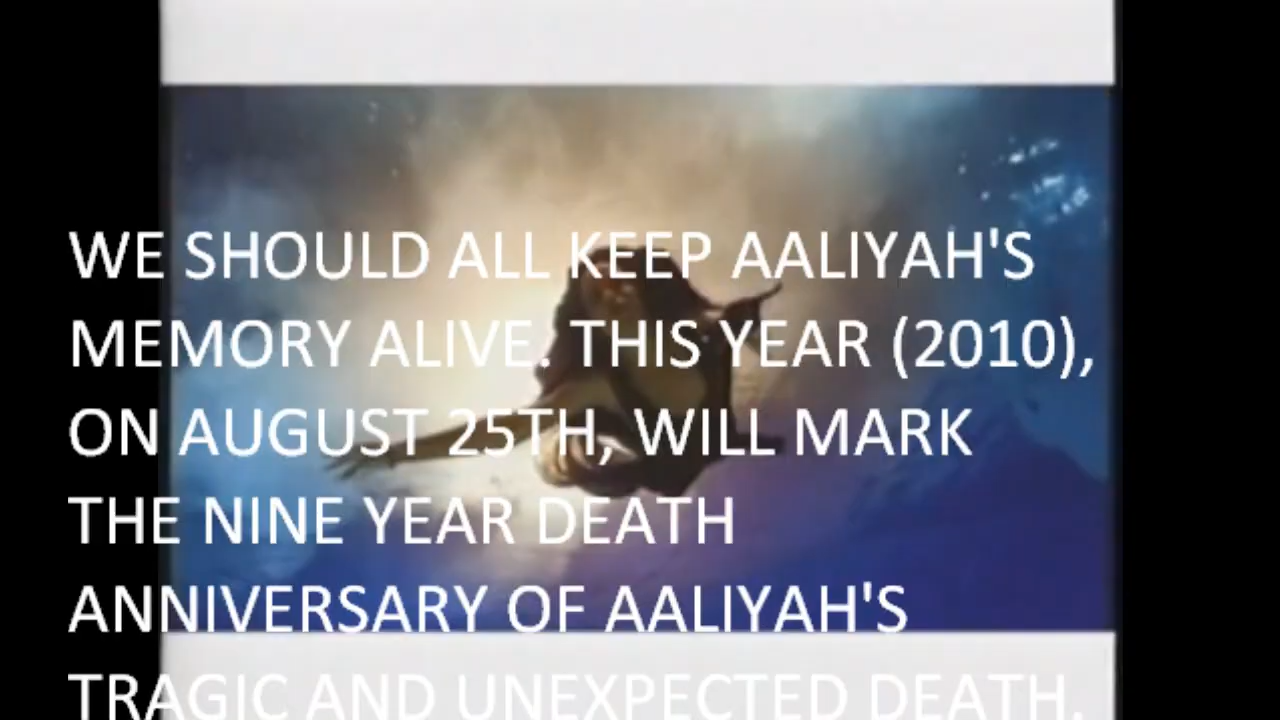 WE SHOULD ALL KEEP AALIYAH'S
MEMORY ALIVE. THIS YEAR (2010),
ON AUGUST 25TH, WILL MARK
THE NINE YEAR DEATH
ANNIVERSARY OF AALIYAH'S
TRAGIC AND UNEXPECTED DEATH.